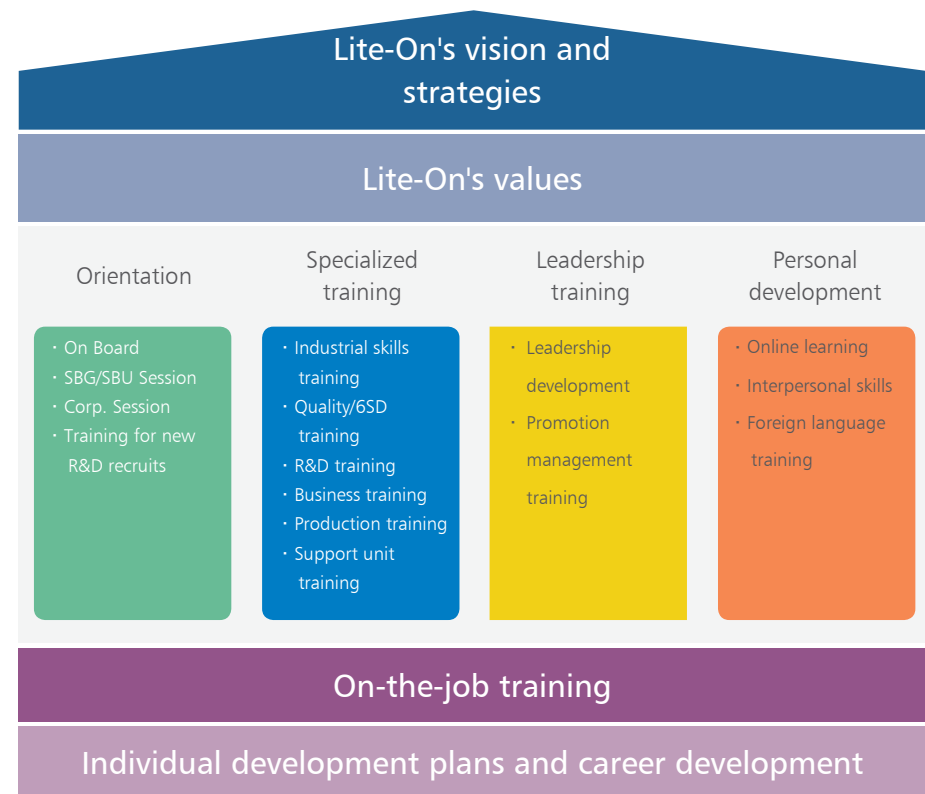 Lite-On's vision and
strategies
Lite-On's values
Orientation
· On Board
· SBG/SBU Session
· Corp. Session
· Training for new
R&D recruits
Specialized
training
· Industrial skills
training
· Quality/6SD
training
· R&D training
· Business training
· Production training
· Support unit
training
Leadership
training
· Leadership
development
· Promotion
management
training
Personal
development
· Online learning
· Interpersonal skills
· Foreign language
training
On-the-job training
Individual development plans and career development